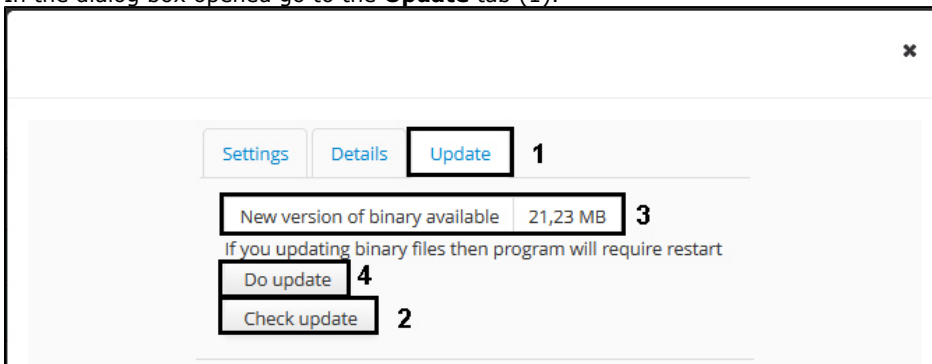 In the dialog box opened go to the Update tab (1).
✖
Settings Details Update 1
New version of binary available 21,23 MB 3
If you updating binary files then program will require restart
Do update 4
Check update 2